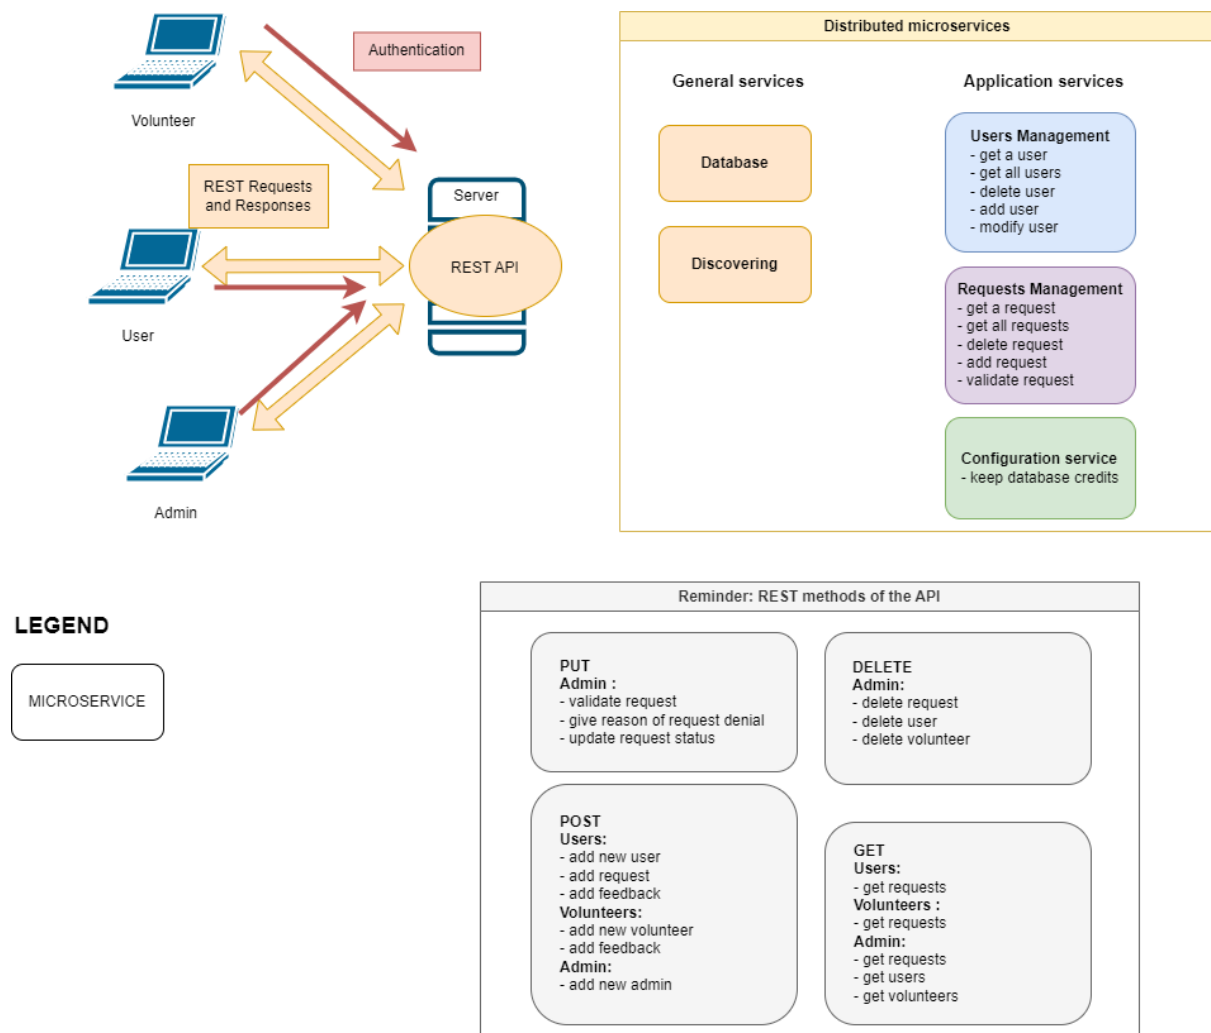 Authentication
Volunteer
REST Requests
and Responses
Server
REST API
User
Admin
Distributed microservices
General services
Database
Discovering
Application services
Users Management
- get a user
- get all users
- delete user
- add user
- modify user
Requests Management
- get a request
- get all requests
- delete request
- add request
- validate request
Configuration service
- keep database credits
LEGEND
MICROSERVICE
Reminder: REST methods of the API
PUT
Admin :
- validate request
- give reason of request denial
- update request status
DELETE
Admin:
- delete request
- delete user
- delete volunteer
POST
Users:
- add new user
- add request
- add feedback
Volunteers:
- add new volunteer
- add feedback
Admin:
- add new admin
GET
Users:
- get requests
Volunteers :
- get requests
Admin:
- get requests
- get users
- get volunteers